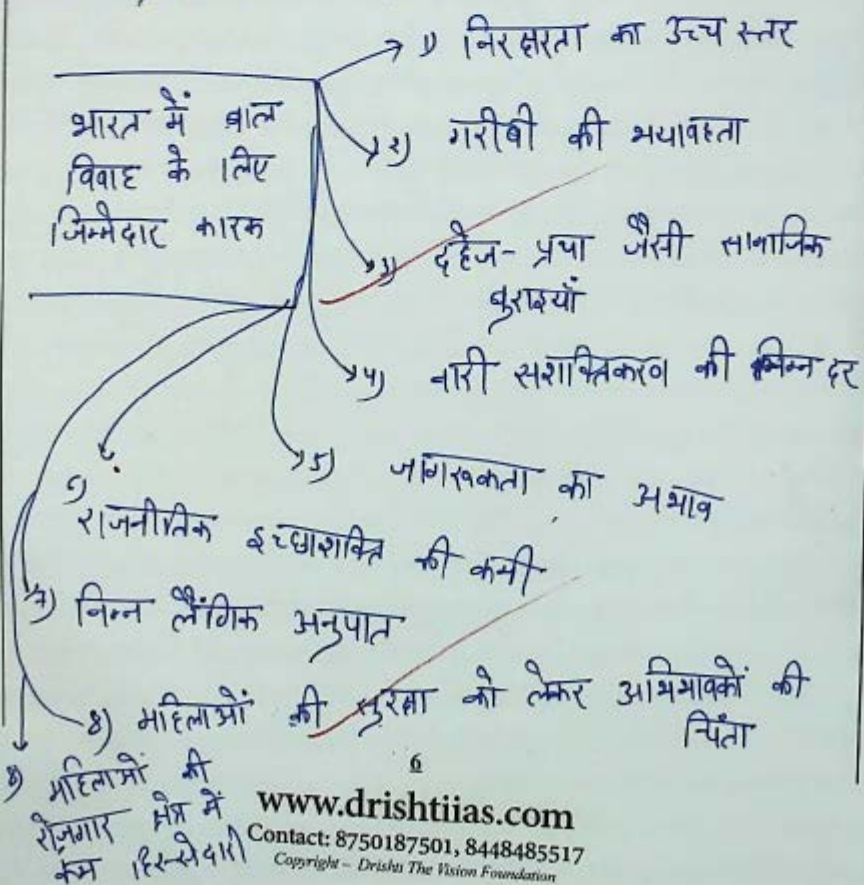 भारत में बाल
विवाह के लिए
जिम्मेदार कारक
1) निरक्षरता का उच्च स्तर
2) गरीबी की भयावहता
3) दहेज-प्रथा जैसी सामाजिक
बुराइयाँ
4) नारी सशक्तिकरण की निम्न दर
5) जागरूकता का अभाव
6) राजनीतिक इच्छाशक्ति की कमी
7) निम्न लैंगिक अनुपात
8) महिलाओं की सुरक्षा को लेकर अभिभावकों की
चिंता
महिलाओं की
रोज़गार क्षेत्र में
कम हिस्सेदारी
6
www.drishtiias.com
Contact: 8750187501, 8448485517
Copyright – Drishti The Vision Foundation